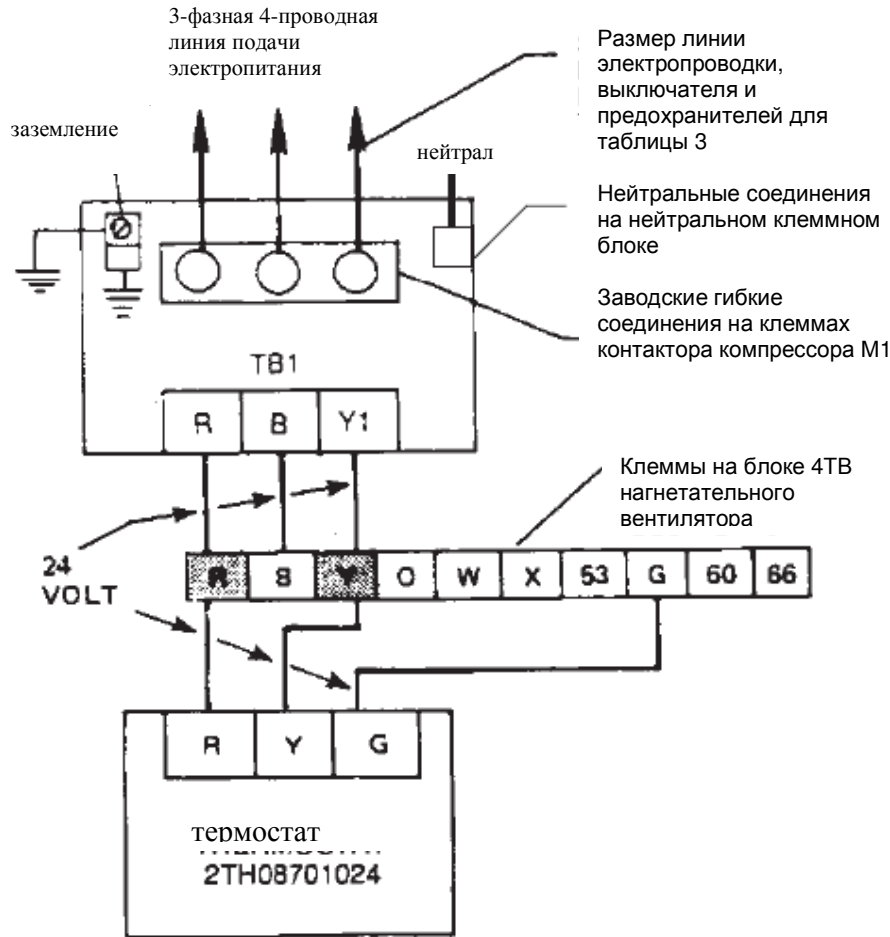 3-фазная 4-проводная
линия подачи
электропитания
Размер линии
электропроводки,
выключателя и
предохранителей для
таблицы 3
заземление
нейтрал
Нейтральные соединения
на нейтральном клеммном
блоке
Заводские гибкие
соединения на клеммах
контактора компрессора M1
TB1
R B Y1
Клеммы на блоке 4ТВ
нагнетательного
вентилятора
24
VOLT
R B Y O W X 53 G 60 66
R Y G
термостат
2TH08701024